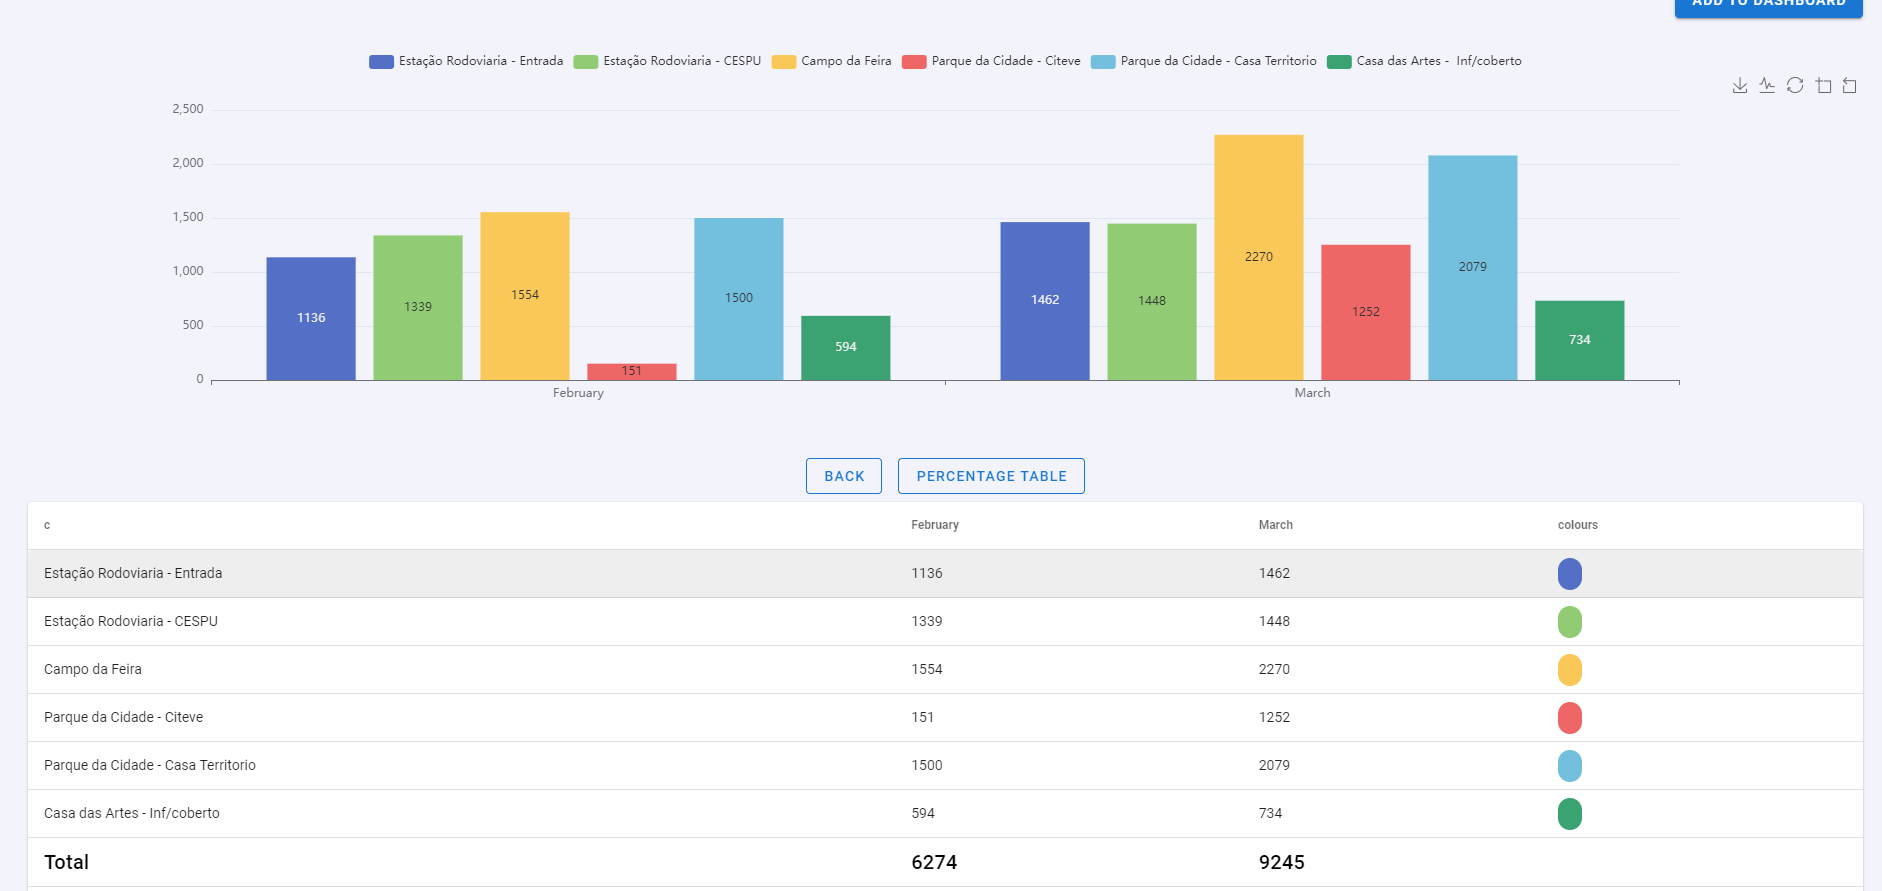 ADD TO DASHBOARD
Estação Rodoviaria - Entrada Estação Rodoviaria - CESPU Campo da Feira Parque da Cidade - Citeve Parque da Cidade - Casa Territorio Casa das Artes - Inf/coberto
2,500
2,000
1,500
1,000
500
0
1136 1339 1554 151 1500 594 1462 1448 2270 1252 2079 734
February March
BACK PERCENTAGE TABLE
c February March colours
Estação Rodoviaria - Entrada 1136 1462
Estação Rodoviaria - CESPU 1339 1448
Campo da Feira 1554 2270
Parque da Cidade - Citeve 151 1252
Parque da Cidade - Casa Territorio 1500 2079
Casa das Artes - Inf/coberto 594 734
Total 6274 9245